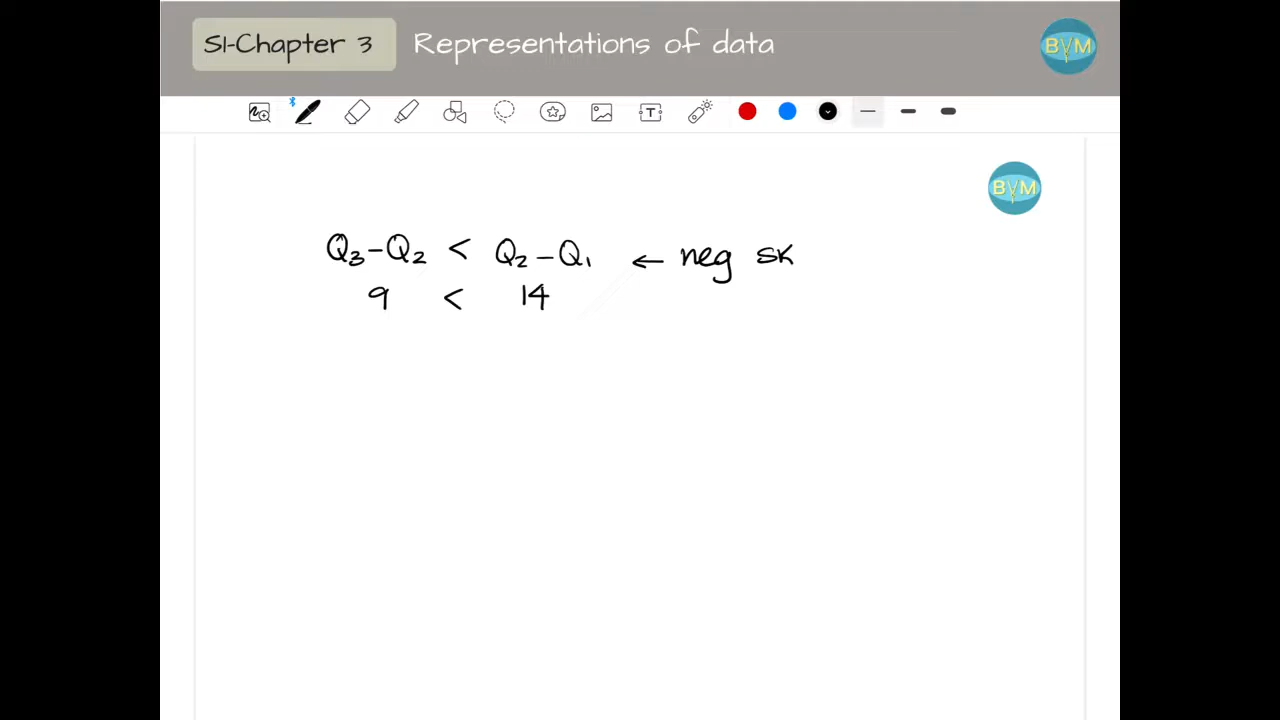 S1-Chapter 3 Representations of data BVM
T
BVM
Q₃-Q₂ < Q₂-Q₁ ← neg sk
9 < 14